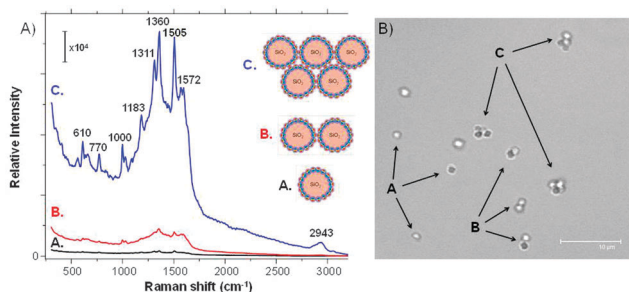 A)
x10⁴
1360
1505
1311
1572
1183
1000
610
770
2943
C.
B.
A.
Relative Intensity
500
1000
1500
2000
2500
3000
Raman shift (cm⁻¹)
C.
SiO₂ SiO₂ SiO₂
SiO₂ SiO₂
B.
SiO₂ SiO₂
A.
SiO₂
B)
C
A
B
10 µm